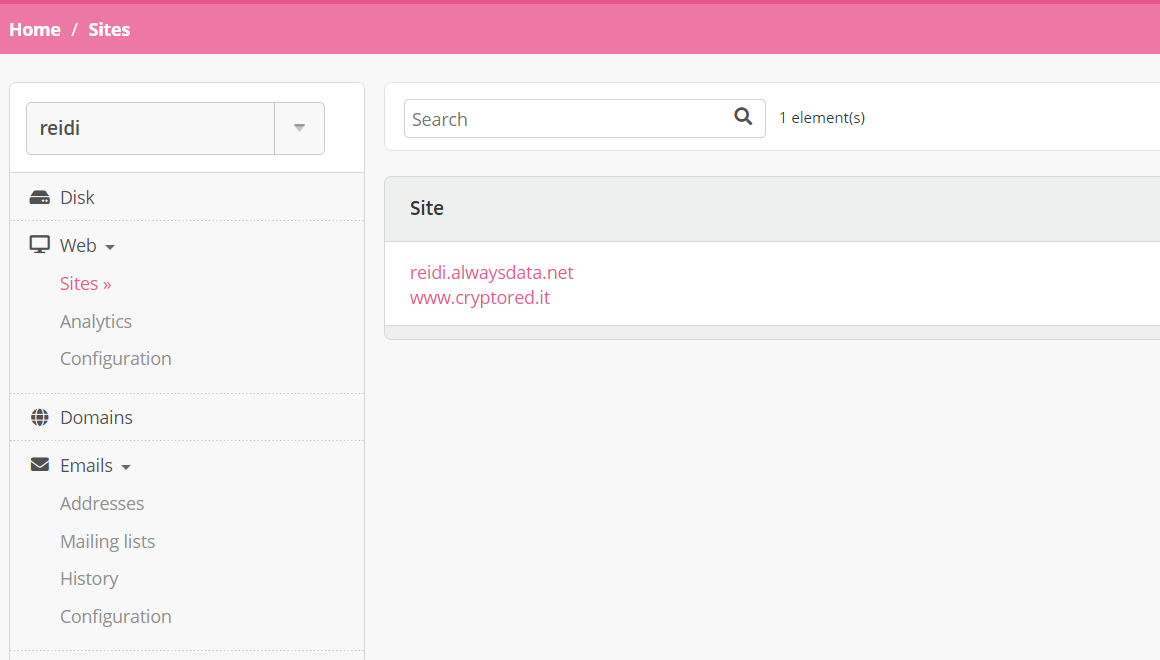 Home / Sites
reidi
Disk
Web
Sites »
Analytics
Configuration
Domains
Emails
Addresses
Mailing lists
History
Configuration
Search
1 element(s)
Site
reidi.alwaysdata.net
www.cryptored.it